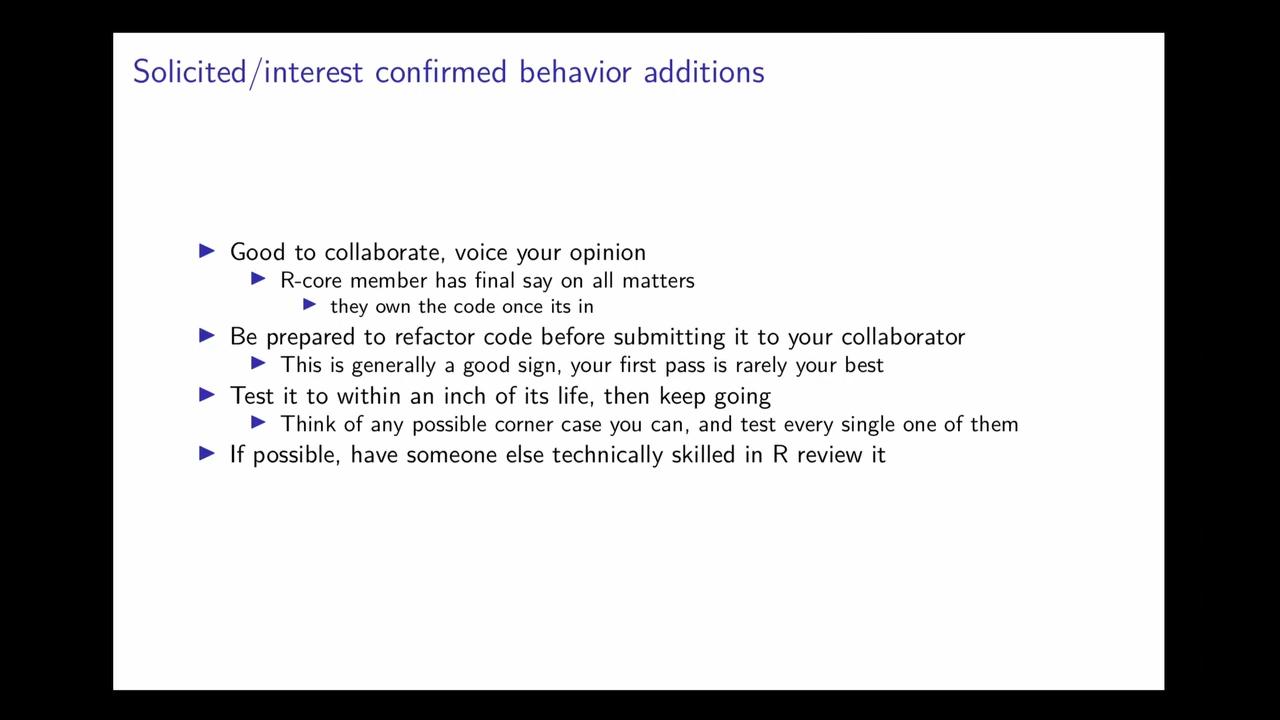 Solicited/interest confirmed behavior additions
Good to collaborate, voice your opinion
R-core member has final say on all matters
they own the code once its in
Be prepared to refactor code before submitting it to your collaborator
This is generally a good sign, your first pass is rarely your best
Test it to within an inch of its life, then keep going
Think of any possible corner case you can, and test every single one of them
If possible, have someone else technically skilled in R review it